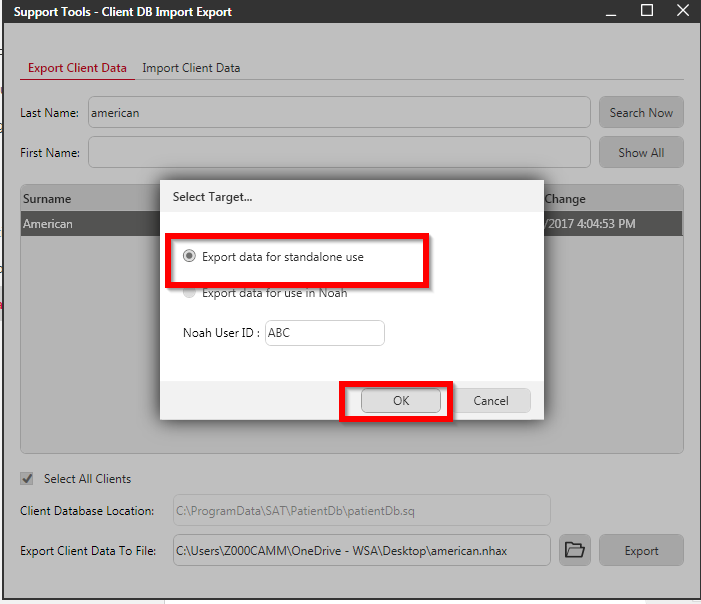 Support Tools - Client DB Import Export
Export Client Data Import Client Data
Last Name: american Search Now
First Name: Show All
Surname Change
American /2017 4:04:53 PM
Select Target...
Export data for standalone use
Export data for use in Noah
Noah User ID : ABC
OK Cancel
Select All Clients
Client Database Location: C:\ProgramData\SAT\PatientDb\patientDb.sq
Export Client Data To File: C:\Users\Z000CAMM\OneDrive - WSA\Desktop\american.nhax Export